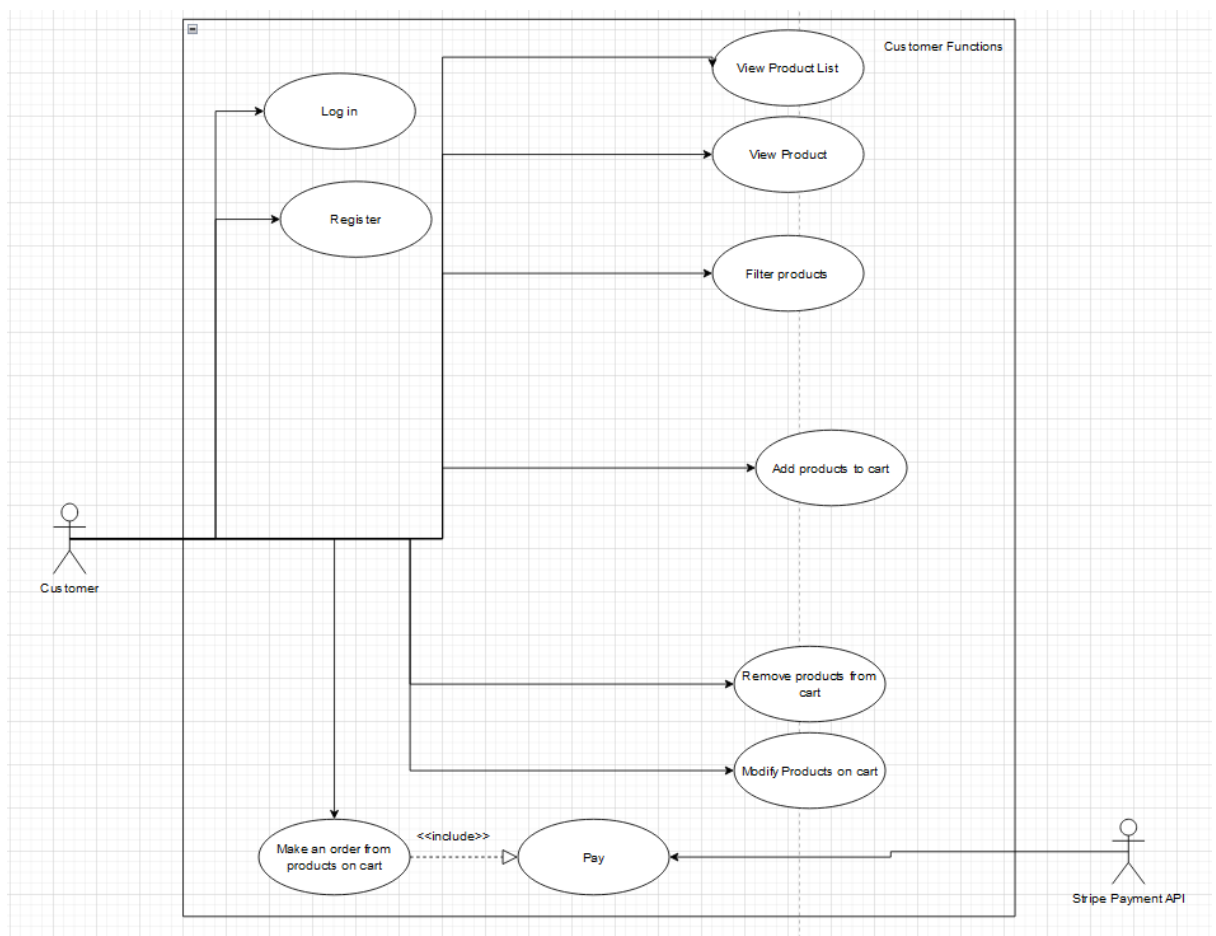 Customer Functions
View Product List
Log in
View Product
Register
Filter products
Add products to cart
Customer
Remove products from
cart
Modify Products on cart
<<include>>
Make an order from
products on cart
Pay
Stripe Payment API